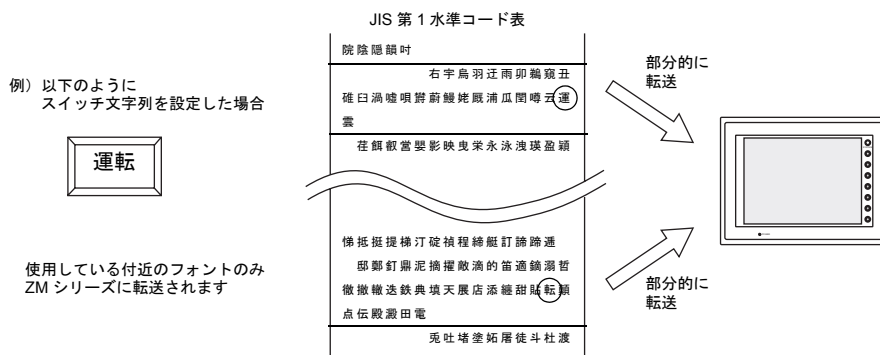 JIS 第 1 水準コード表
院陰隠韻吋
右宇烏羽迂雨卯鵜窺丑
碓臼渦嘘唄欝蔚鰻姥厩浦瓜閏噂云運
雲
荏餌叡営嬰影映曳栄永泳洩瑛盈穎
例）以下のように
スイッチ文字列を設定した場合
運転
使用している付近のフォントのみ
ZM シリーズに転送されます
悌抵挺提梯汀碇禎程締艇訂諦蹄逓
邸鄭釘鼎泥摘擢敵滴的笛適鏑溺哲
徹撤轍迭鉄典填天展店添纏甜貼転顛
点伝殿澱田電
兎吐堵塗妬屠徒斗杜渡
部分的に
転送
部分的に
転送